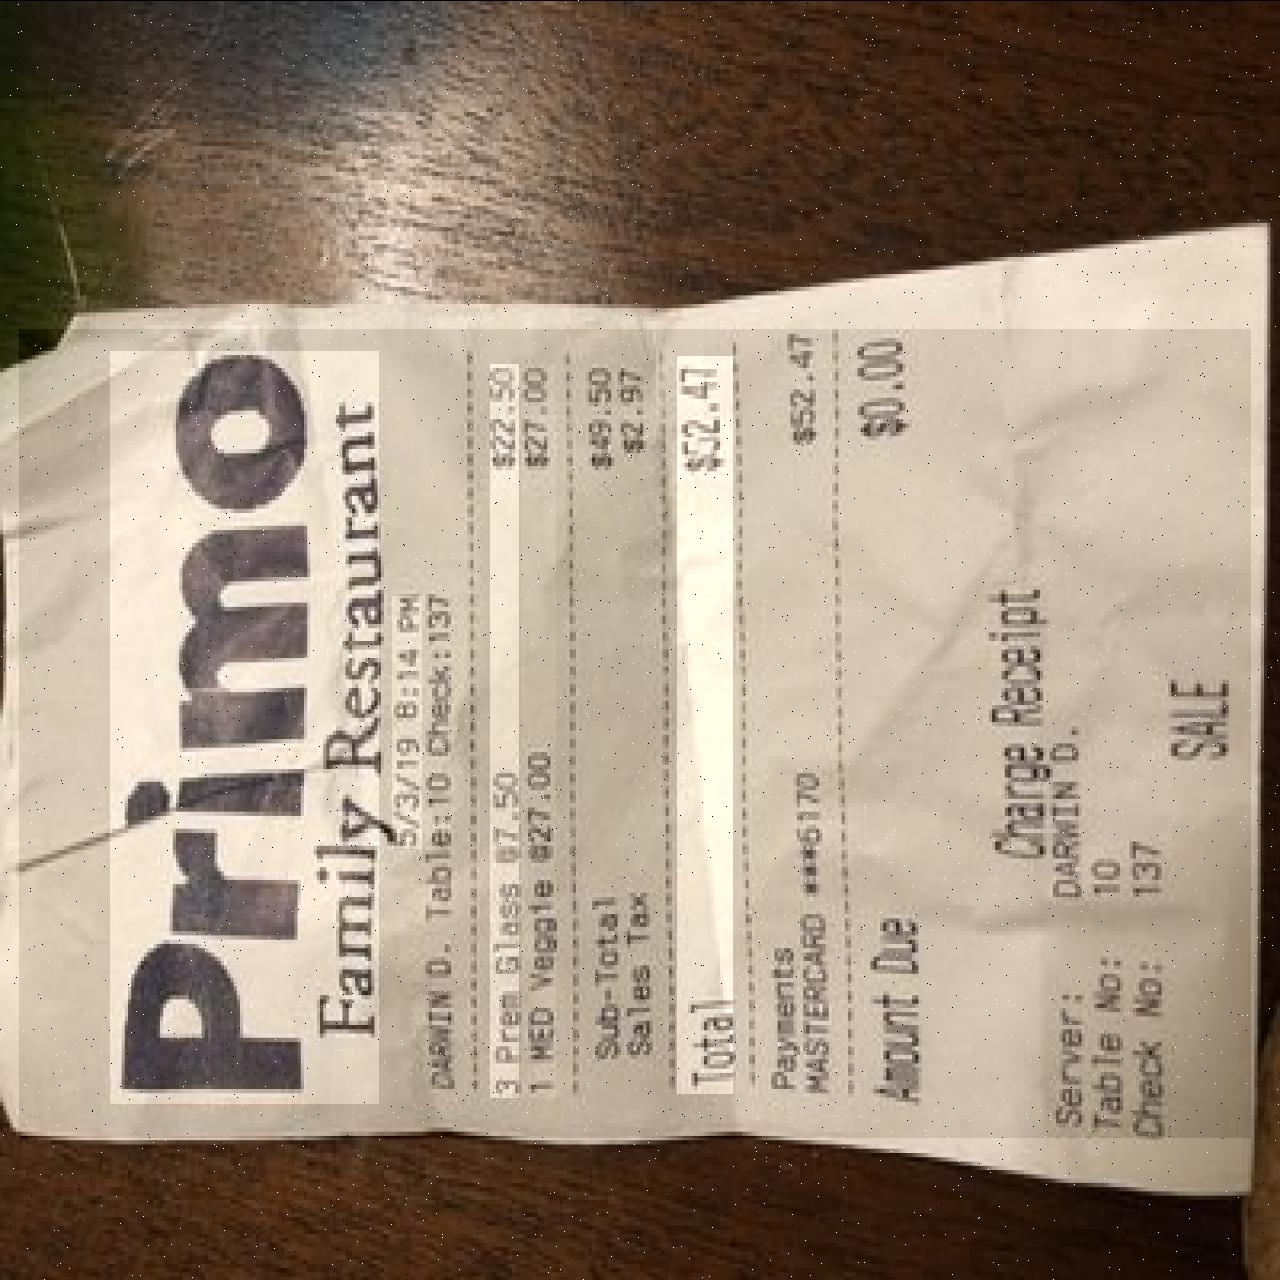 Primo
Family Restaurant
5/3/19 8:14 PM
DARWIN D. Table:10 Check:137
3 Prem Glass @7.50 $22.50
1 MED Veggie @27.00 $27.00
Sub-Total $49.50
Sales Tax $2.97
Total $52.47
Payments
MASTERCARD ***6170 $52.47
Amount Due $0.00
Charge Receipt
Server: DARWIN D.
Table No: 10
Check No: 137
SALE